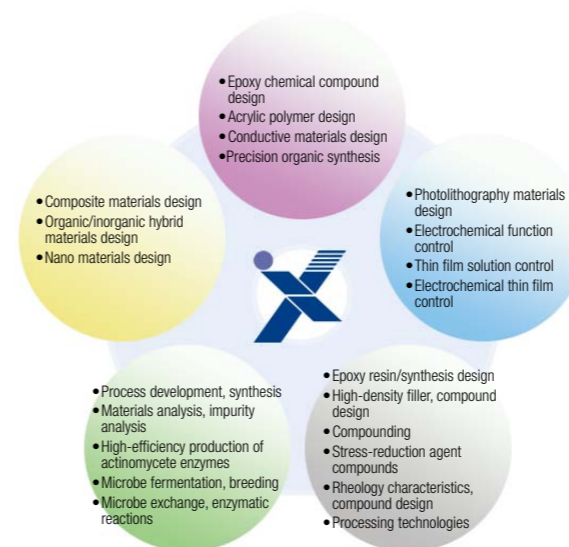 •Epoxy chemical compound
design
•Acrylic polymer design
•Conductive materials design
•Precision organic synthesis
•Composite materials design
•Organic/inorganic hybrid
materials design
•Nano materials design
•Photolithography materials
design
•Electrochemical function
control
•Thin film solution control
•Electrochemical thin film
control
•Process development, synthesis
•Materials analysis, impurity
analysis
•High-efficiency production of
actinomycete enzymes
•Microbe fermentation, breeding
•Microbe exchange, enzymatic
reactions
•Epoxy resin/synthesis design
•High-density filler, compound
design
•Compounding
•Stress-reduction agent
compounds
•Rheology characteristics,
compound design
•Processing technologies